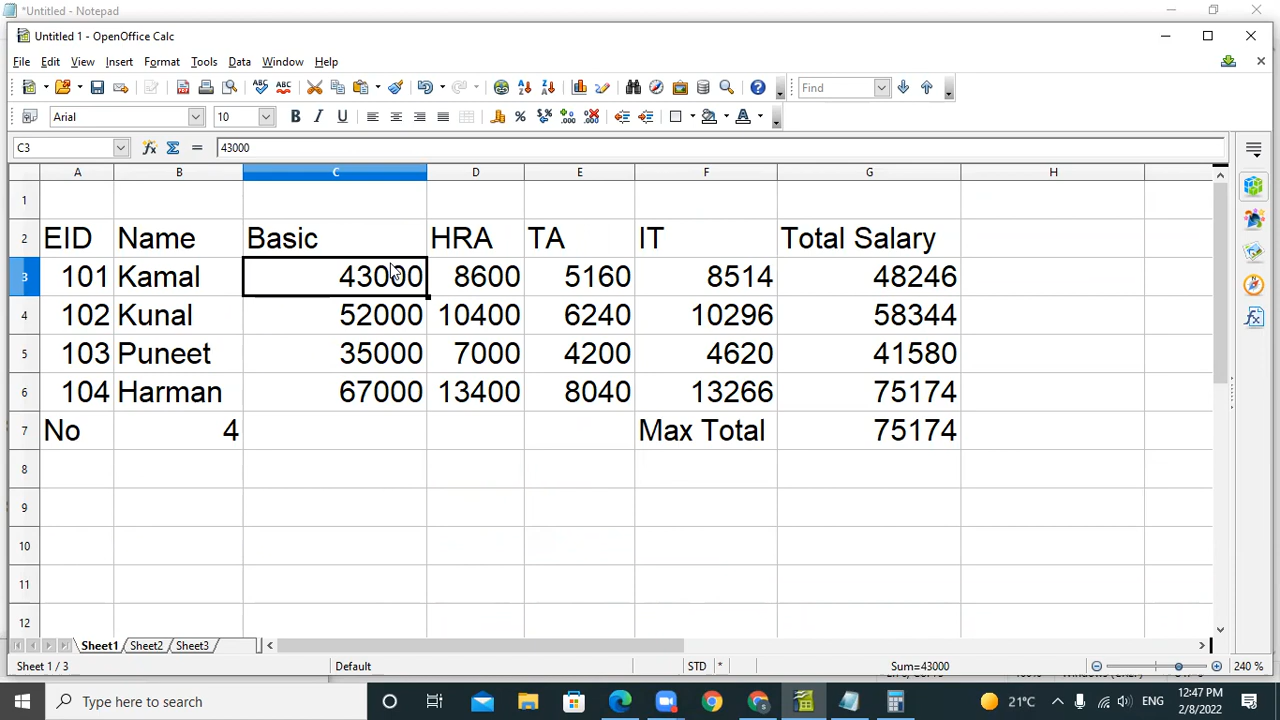 *Untitled - Notepad
Untitled 1 - OpenOffice Calc
File Edit View Insert Format Tools Data Window Help
Find
Arial 10
C3 43000
A B C D E F G H
1
2 EID Name Basic HRA TA IT Total Salary
3 101 Kamal 43000 8600 5160 8514 48246
4 102 Kunal 52000 10400 6240 10296 58344
5 103 Puneet 35000 7000 4200 4620 41580
6 104 Harman 67000 13400 8040 13266 75174
7 No 4 Max Total 75174
8
9
10
11
12
Sheet1 Sheet2 Sheet3
Sheet 1 / 3 Default STD * Sum=43000 240 %
Type here to search 21°C ENG 12:47 PM
2/8/2022